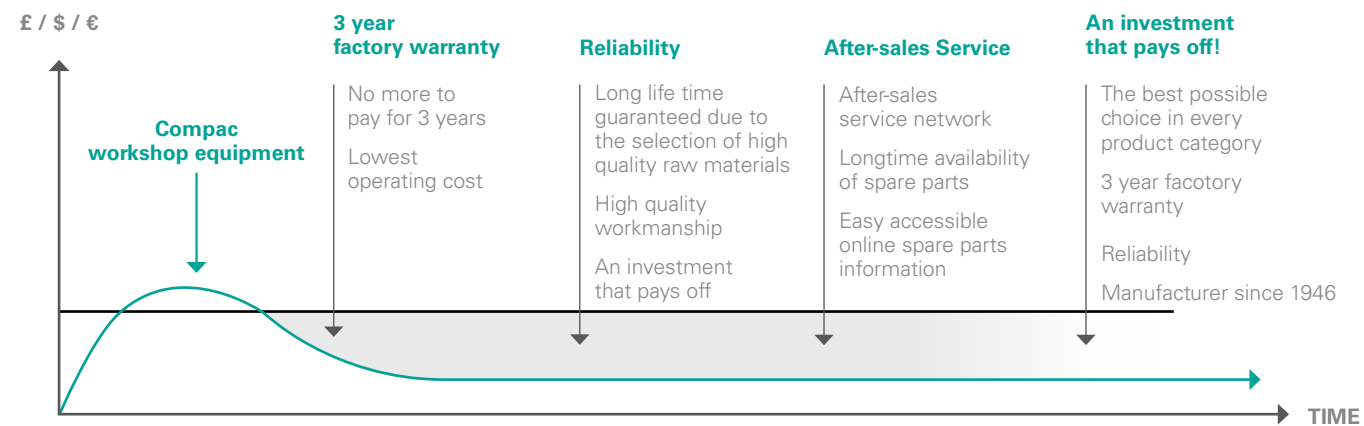 £ / $ / €
Compac
workshop equipment
3 year
factory warranty
No more to
pay for 3 years
Lowest
operating cost
Reliability
Long life time
guaranteed due to
the selection of high
quality raw materials
High quality
workmanship
An investment
that pays off
After-sales Service
After-sales
service network
Longtime availability
of spare parts
Easy accessible
online spare parts
information
An investment
that pays off!
The best possible
choice in every
product category
3 year facotory
warranty
Reliability
Manufacturer since 1946
TIME